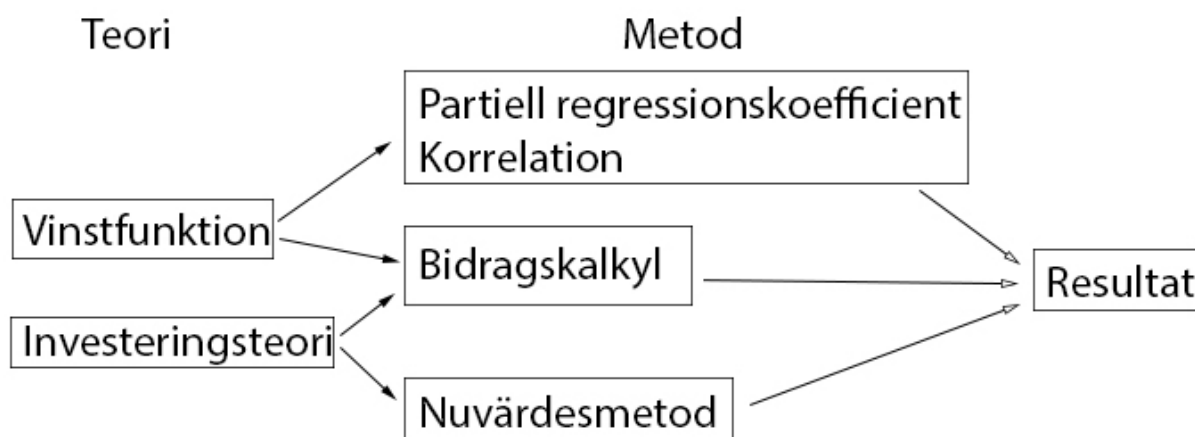 Teori
Metod
Partiell regressionskoefficient
Korrelation
Vinstfunktion
Bidragskalkyl
Resultat
Investeringsteori
Nuvärdesmetod